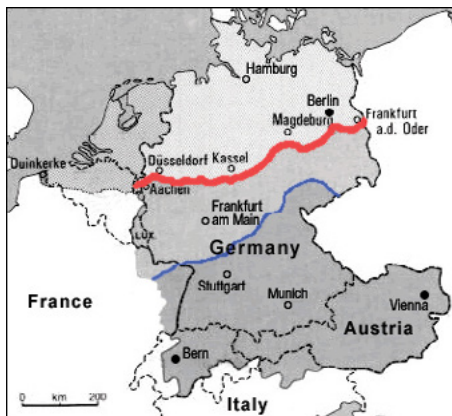 Hamburg
Berlin
Magdeburg
Frankfurt
a.d. Oder
Duinkerke
Düsseldorf
Kassel
Aachen
Frankfurt
am Main
LUX.
Germany
Stuttgart
France
Munich
Vienna
Austria
Bern
Italy
0 km 200